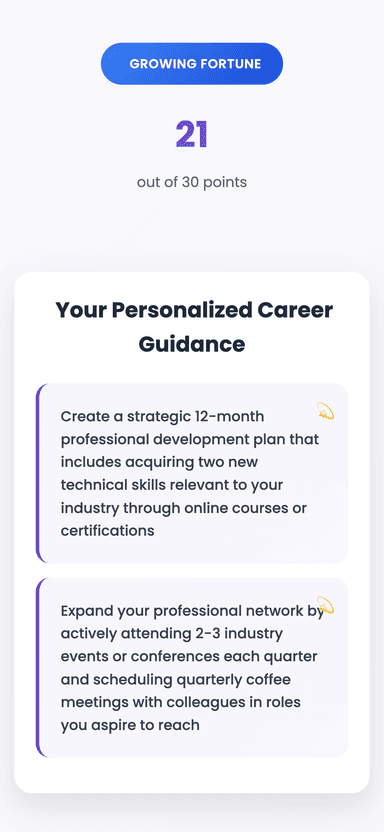 GROWING FORTUNE
21
out of 30 points
Your Personalized Career
Guidance
Create a strategic 12-month
professional development plan that
includes acquiring two new
technical skills relevant to your
industry through online courses or
certifications
Expand your professional network by
actively attending 2-3 industry
events or conferences each quarter
and scheduling quarterly coffee
meetings with colleagues in roles
you aspire to reach